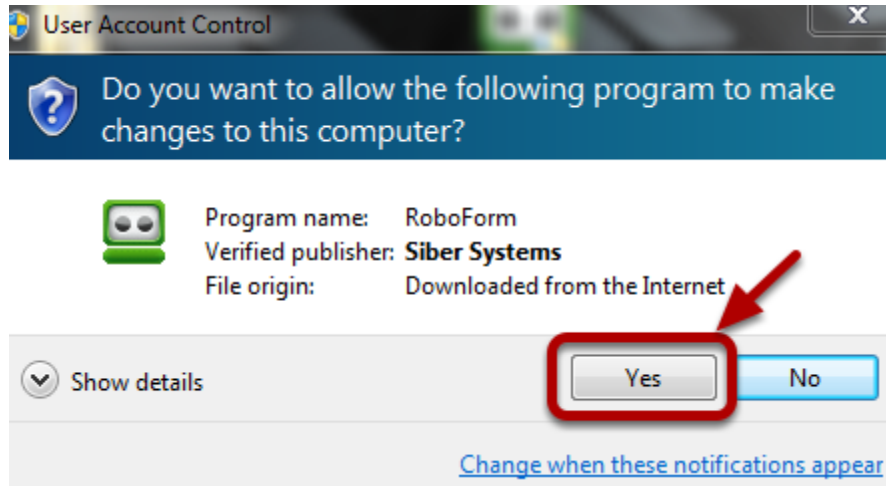 User Account Control
x
Do you want to allow the following program to make
changes to this computer?
Program name: RoboForm
Verified publisher: Siber Systems
File origin: Downloaded from the Internet
Show details
Yes
No
Change when these notifications appear